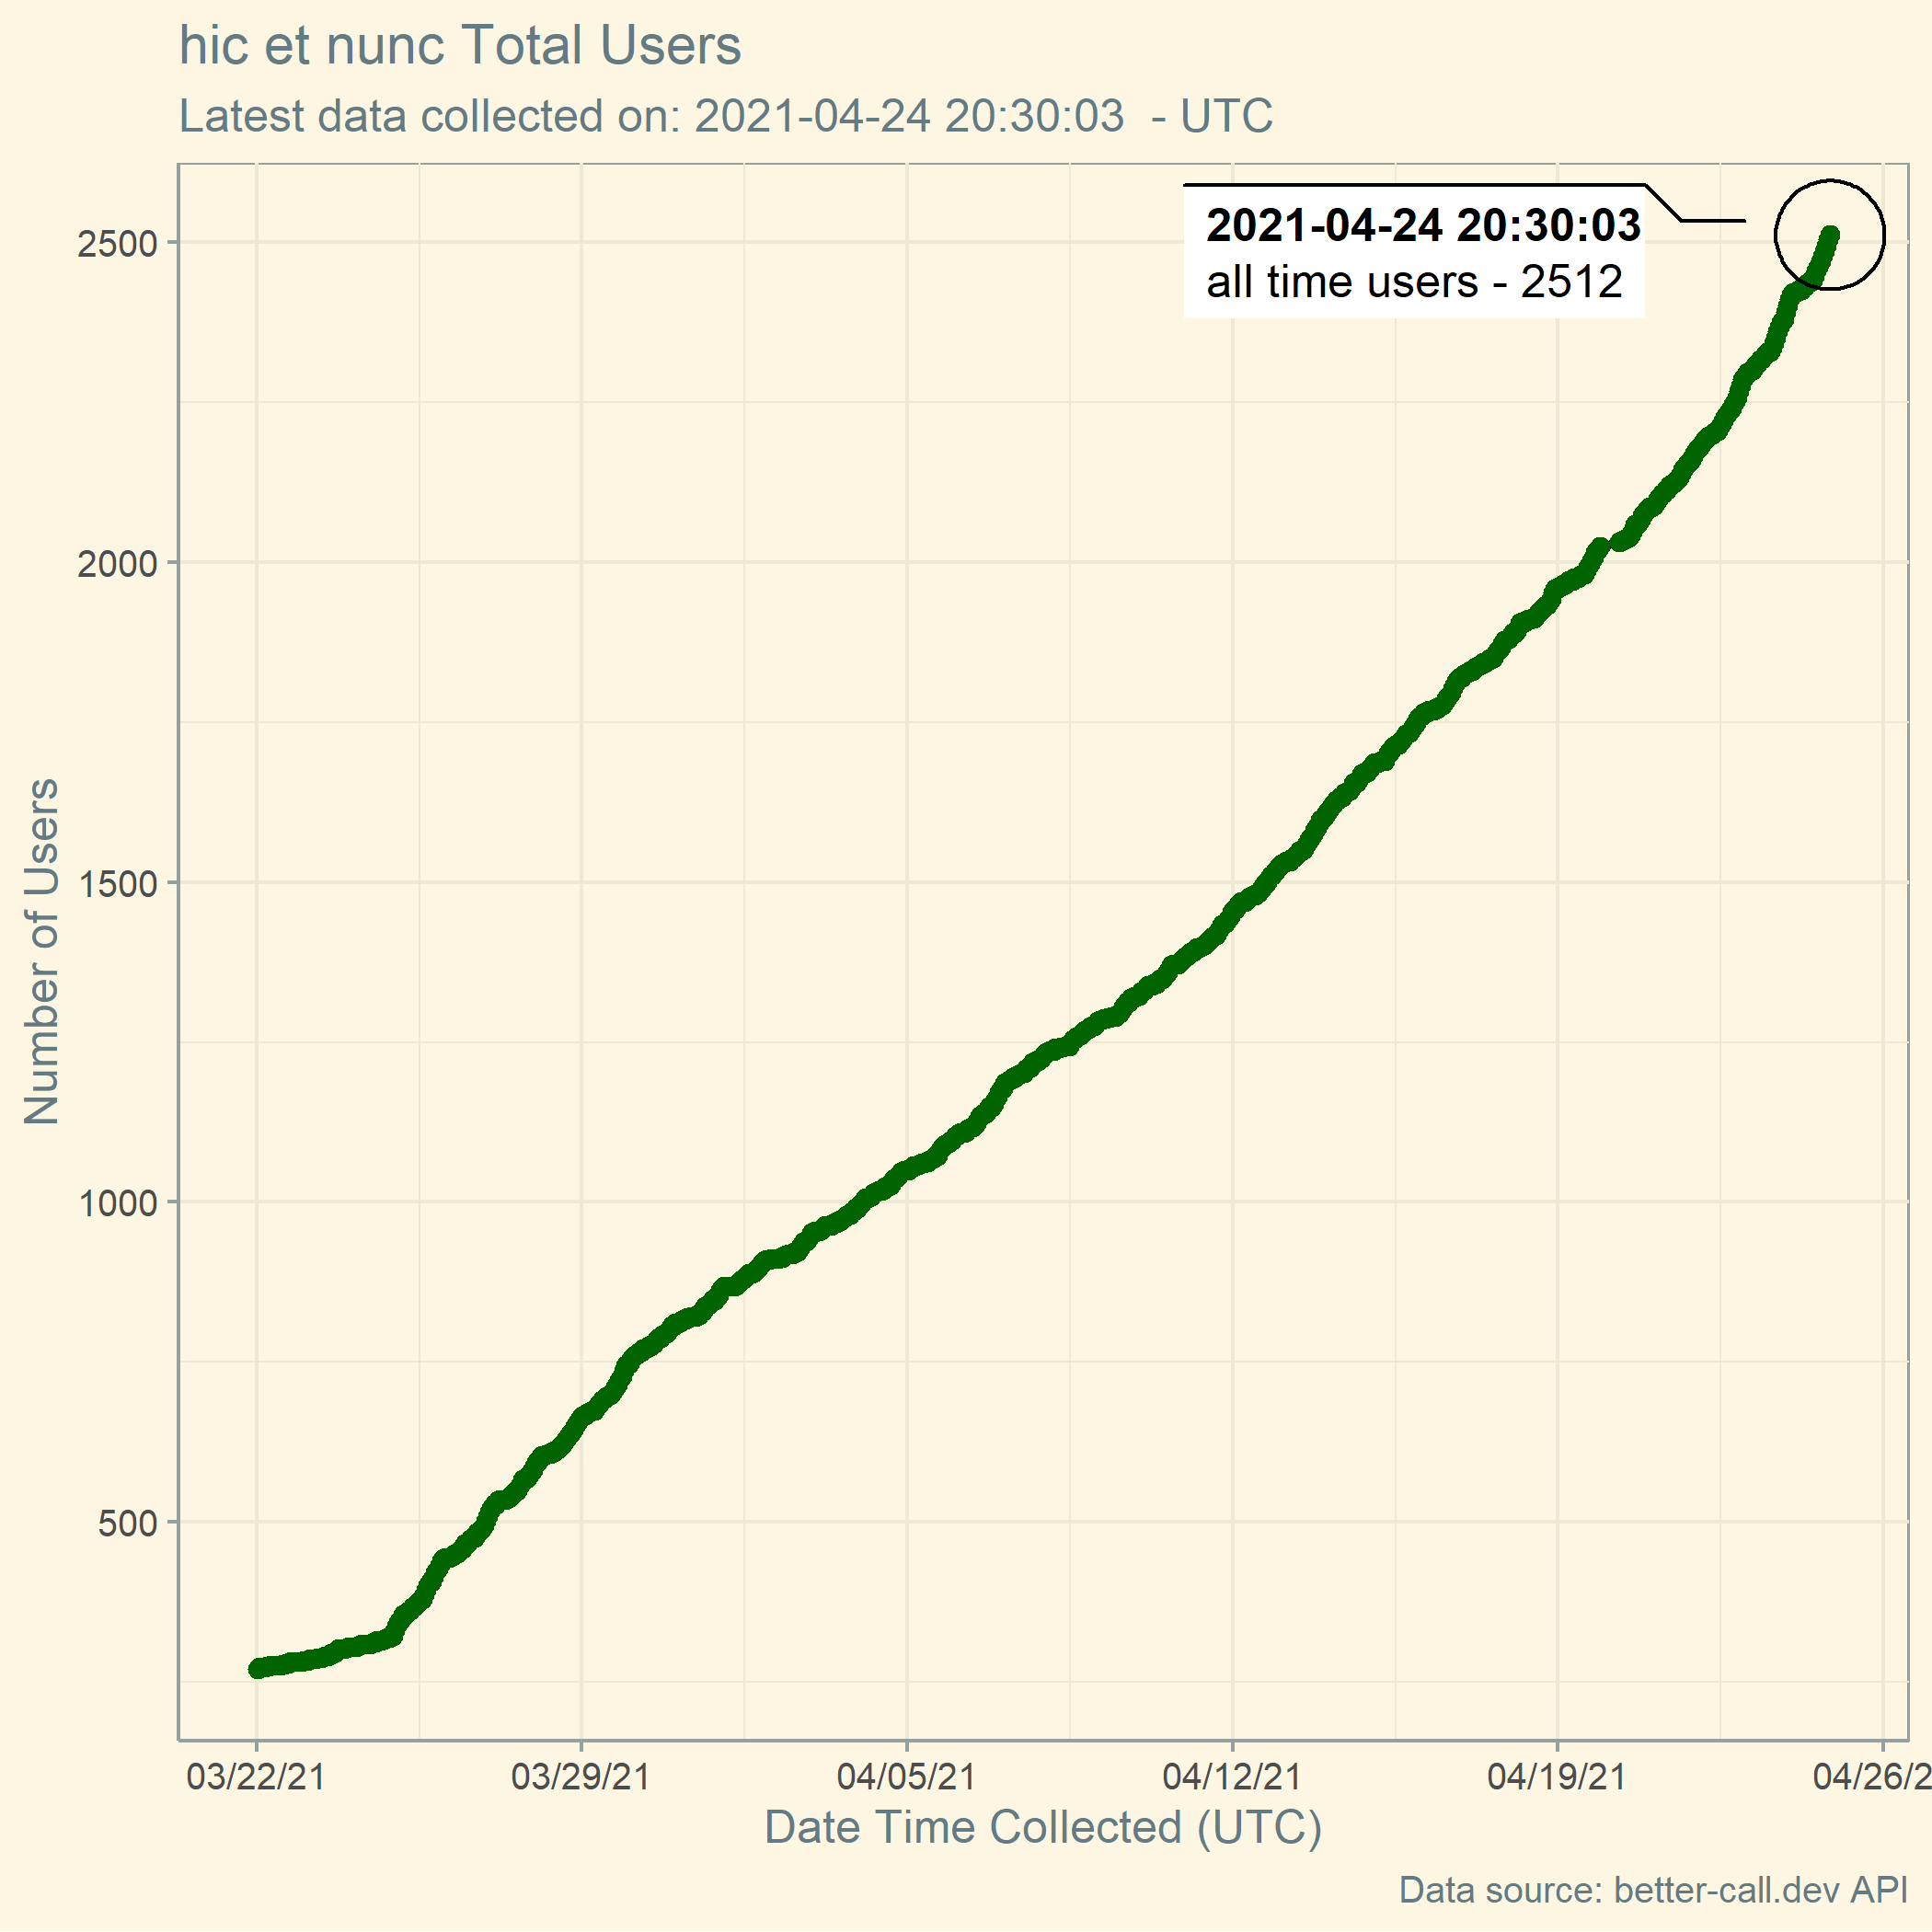 hic et nunc Total Users
Latest data collected on: 2021-04-24 20:30:03 - UTC
2021-04-24 20:30:03
all time users - 2512
2500
2000
1500
1000
500
Number of Users
03/22/21 03/29/21 04/05/21 04/12/21 04/19/21 04/26/2
Date Time Collected (UTC)
Data source: better-call.dev API